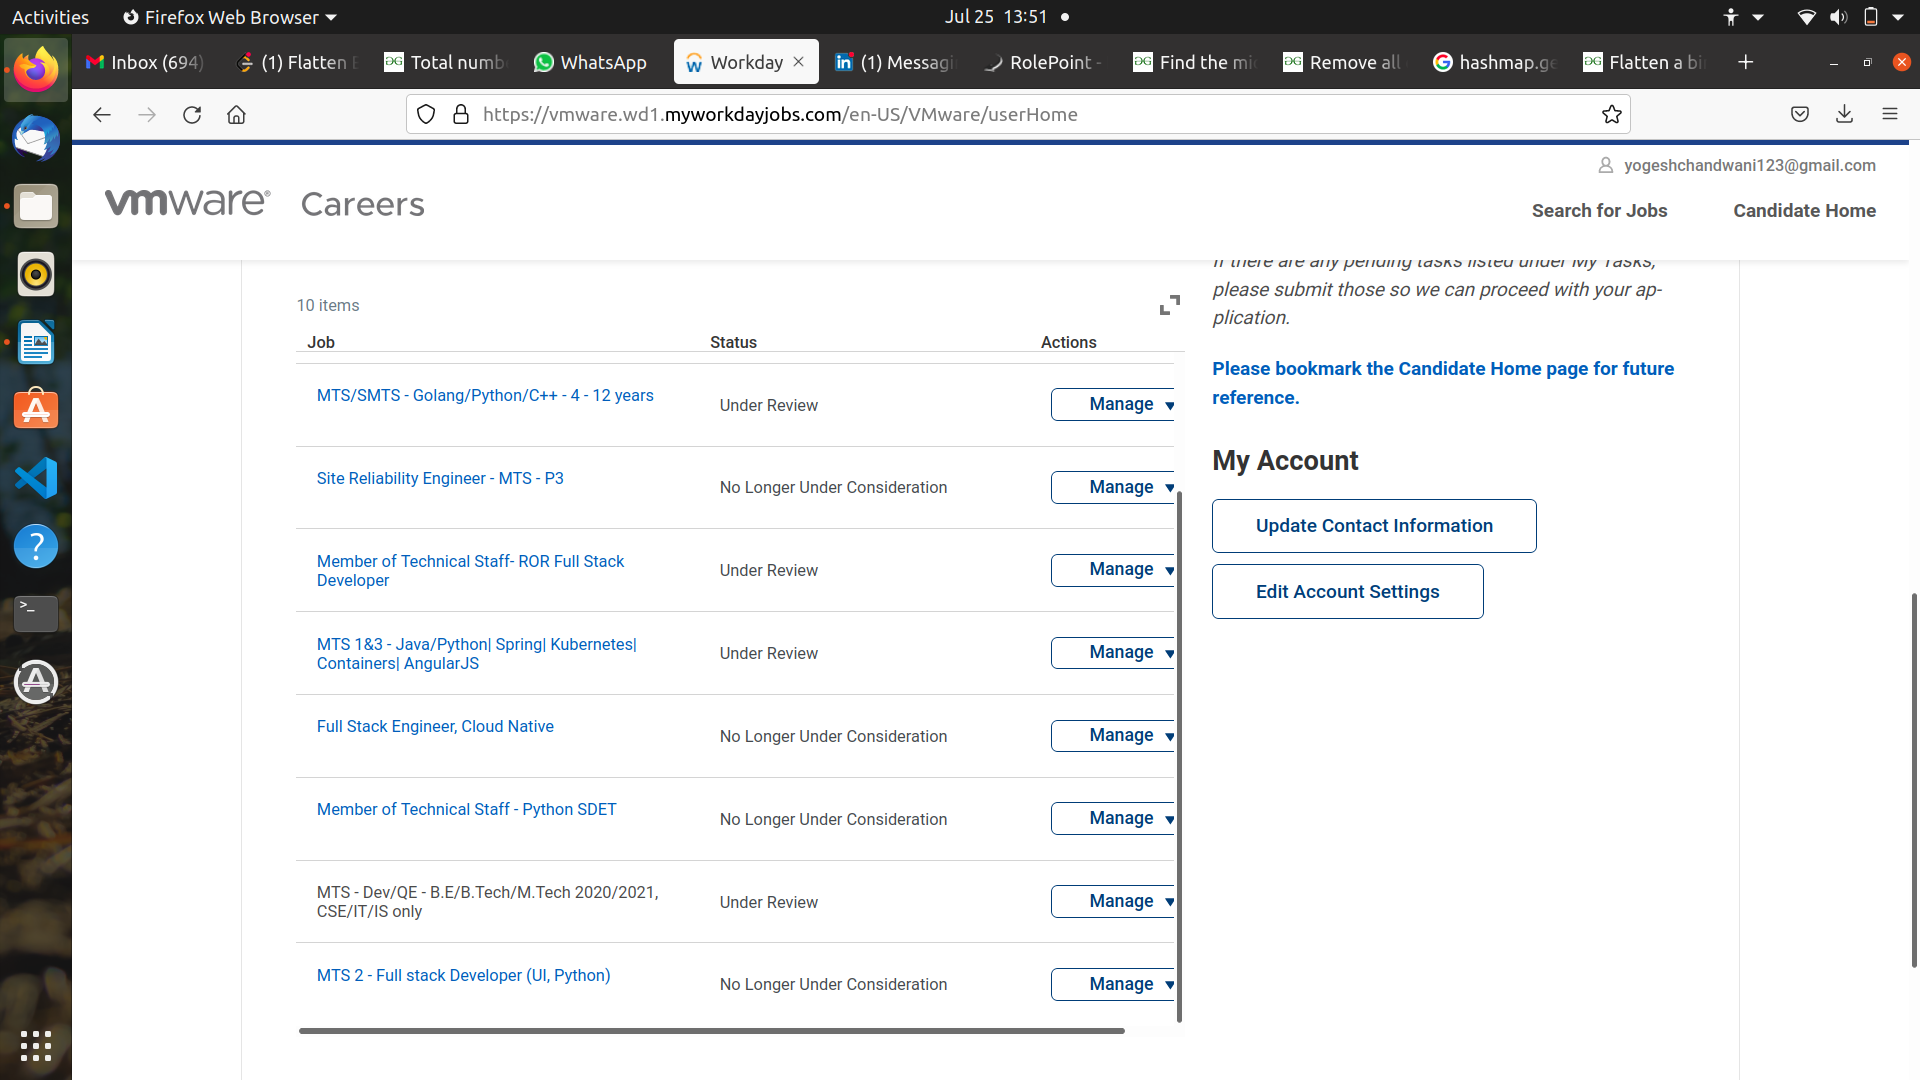 Activities
Firefox Web Browser
Jul 25 13:51
Inbox (694)
(1) Flatten
Total numb
WhatsApp
Workday
(1) Messagi
RolePoint -
Find the mi
Remove all
hashmap.ge
Flatten a bi
https://vmware.wd1.myworkdayjobs.com/en-US/VMware/userHome
yogeshchandwani123@gmail.com
vmware® Careers
Search for Jobs
Candidate Home
If there are any pending tasks listed under My Tasks,
please submit those so we can proceed with your ap-
plication.
Please bookmark the Candidate Home page for future
reference.
My Account
Update Contact Information
Edit Account Settings
10 items
Job Status Actions
MTS/SMTS - Golang/Python/C++ - 4 - 12 years
Under Review
Manage
Site Reliability Engineer - MTS - P3
No Longer Under Consideration
Manage
Member of Technical Staff- ROR Full Stack
Developer
Under Review
Manage
MTS 1&3 - Java/Python| Spring| Kubernetes|
Containers| AngularJS
Under Review
Manage
Full Stack Engineer, Cloud Native
No Longer Under Consideration
Manage
Member of Technical Staff - Python SDET
No Longer Under Consideration
Manage
MTS - Dev/QE - B.E/B.Tech/M.Tech 2020/2021,
CSE/IT/IS only
Under Review
Manage
MTS 2 - Full stack Developer (UI, Python)
No Longer Under Consideration
Manage